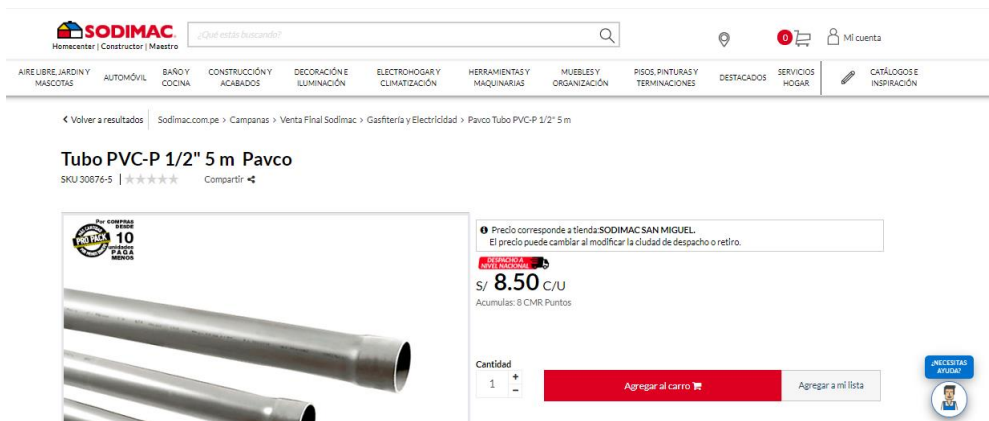 SODIMAC.
Homecenter | Constructor | Maestro
¿Qué estás buscando?
0
Mi cuenta
AIRE LIBRE, JARDIN Y MASCOTAS
AUTOMÓVIL
BAÑO Y COCINA
CONSTRUCCIÓN Y ACABADOS
DECORACIÓN E ILUMINACIÓN
ELECTROHOGAR Y CLIMATIZACIÓN
HERRAMIENTAS Y MAQUINARIAS
MUEBLES Y ORGANIZACIÓN
PISOS, PINTURAS Y TERMINACIONES
DESTACADOS
SERVICIOS HOGAR
CATÁLOGOS E INSPIRACIÓN
Volver a resultados
Sodimac.com.pe > Campanas > Venta Final Sodimac > Gasfitería y Electricidad > Pavco Tubo PVC-P 1/2" 5 m
Tubo PVC-P 1/2" 5 m Pavco
SKU 30876-5
Compartir
Por COMPRAS
DESDE
PRO PACK
10
unidades
PAGA
MENOS
Precio corresponde a tienda:SODIMAC SAN MIGUEL.
El precio puede cambiar al modificar la ciudad de despacho o retiro.
DESPACHO A
NIVEL NACIONAL
S/ 8.50 C/U
Acumulas: 8 CMR Puntos
Cantidad
1
+
-
Agregar al carro
Agregar a mi lista
¿NECESITAS
AYUDA?